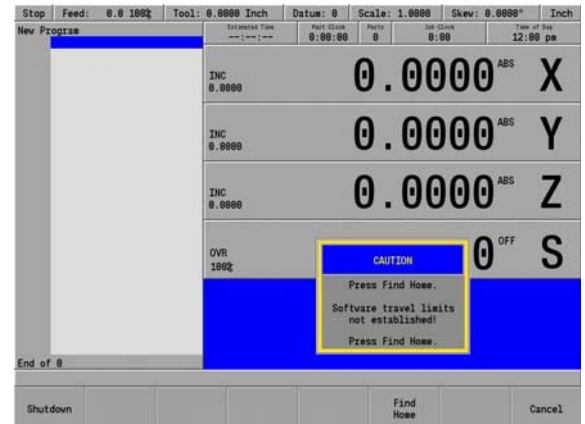 Stop Feed: 0.0 100% Tool: 0.0000 Inch Datum: 0 Scale: 1.0000 Skew: 0.0000° Inch
New Program
Estimated Time Part Clock Parts Job Clock Time of Day
--:--:-- 0:00:00 0 0:00 12:00 pm
INC
0.0000
0.0000 ABS X
INC
0.0000
0.0000 ABS Y
INC
0.0000
0.0000 ABS Z
OVR
100%
0 OFF S
CAUTION
Press Find Home.
Software travel limits
not established!
Press Find Home.
End of 0
Shutdown
Find
Home
Cancel